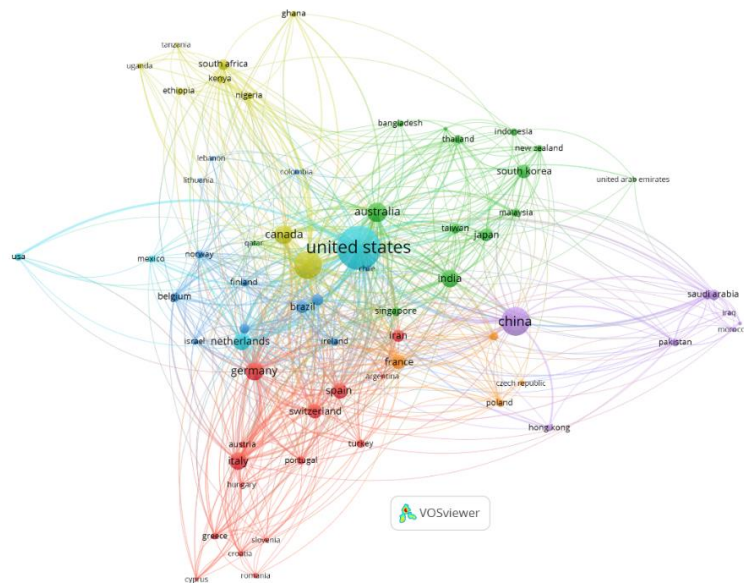 ghana
tanzania
south africa
uganda
kenya
ethiopia
nigeria
bangladesh
indonesia
thailand
new zealand
lebanon
colombia
south korea
lithuania
united arab emirates
australia
malaysia
canada
taiwan
japan
qatar
united states
usa
norway
mexico
chile
finland
india
belgium
saudi arabia
brazil
singapore
iraq
china
morocco
iran
israel
netherlands
ireland
pakistan
france
germany
argentina
spain
czech republic
poland
switzerland
hong kong
austria
turkey
italy
portugal
hungary
greece
slovenia
croatia
cyprus
romania
VOSviewer